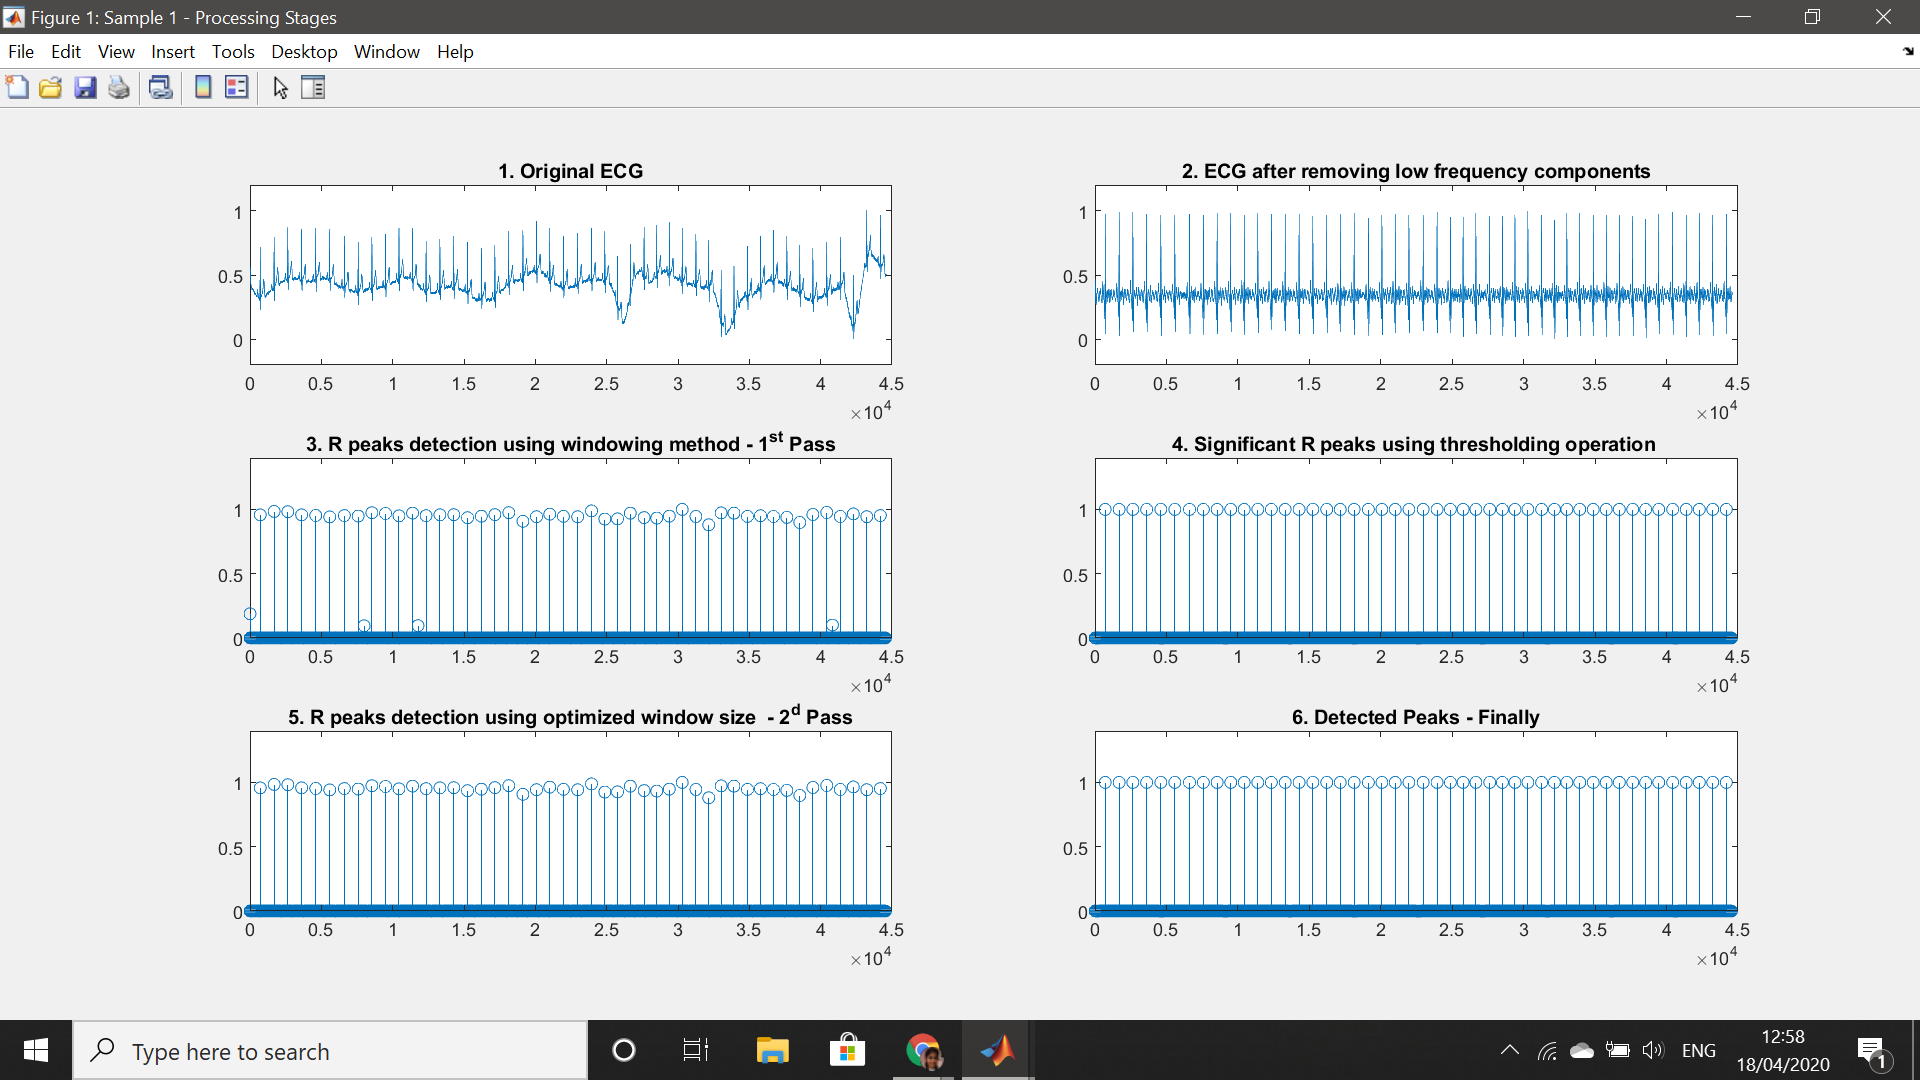 Figure 1: Sample 1 - Processing Stages
File Edit View Insert Tools Desktop Window Help
1. Original ECG
1
0.5
0
0 0.5 1 1.5 2 2.5 3 3.5 4 4.5
×10^4
2. ECG after removing low frequency components
1
0.5
0
0 0.5 1 1.5 2 2.5 3 3.5 4 4.5
×10^4
3. R peaks detection using windowing method - 1^st Pass
1
0.5
0
0 0.5 1 1.5 2 2.5 3 3.5 4 4.5
×10^4
4. Significant R peaks using thresholding operation
1
0.5
0
0 0.5 1 1.5 2 2.5 3 3.5 4 4.5
×10^4
5. R peaks detection using optimized window size  - 2^d Pass
1
0.5
0
0 0.5 1 1.5 2 2.5 3 3.5 4 4.5
×10^4
6. Detected Peaks - Finally
1
0.5
0
0 0.5 1 1.5 2 2.5 3 3.5 4 4.5
×10^4
Type here to search
ENG
12:58
18/04/2020
1